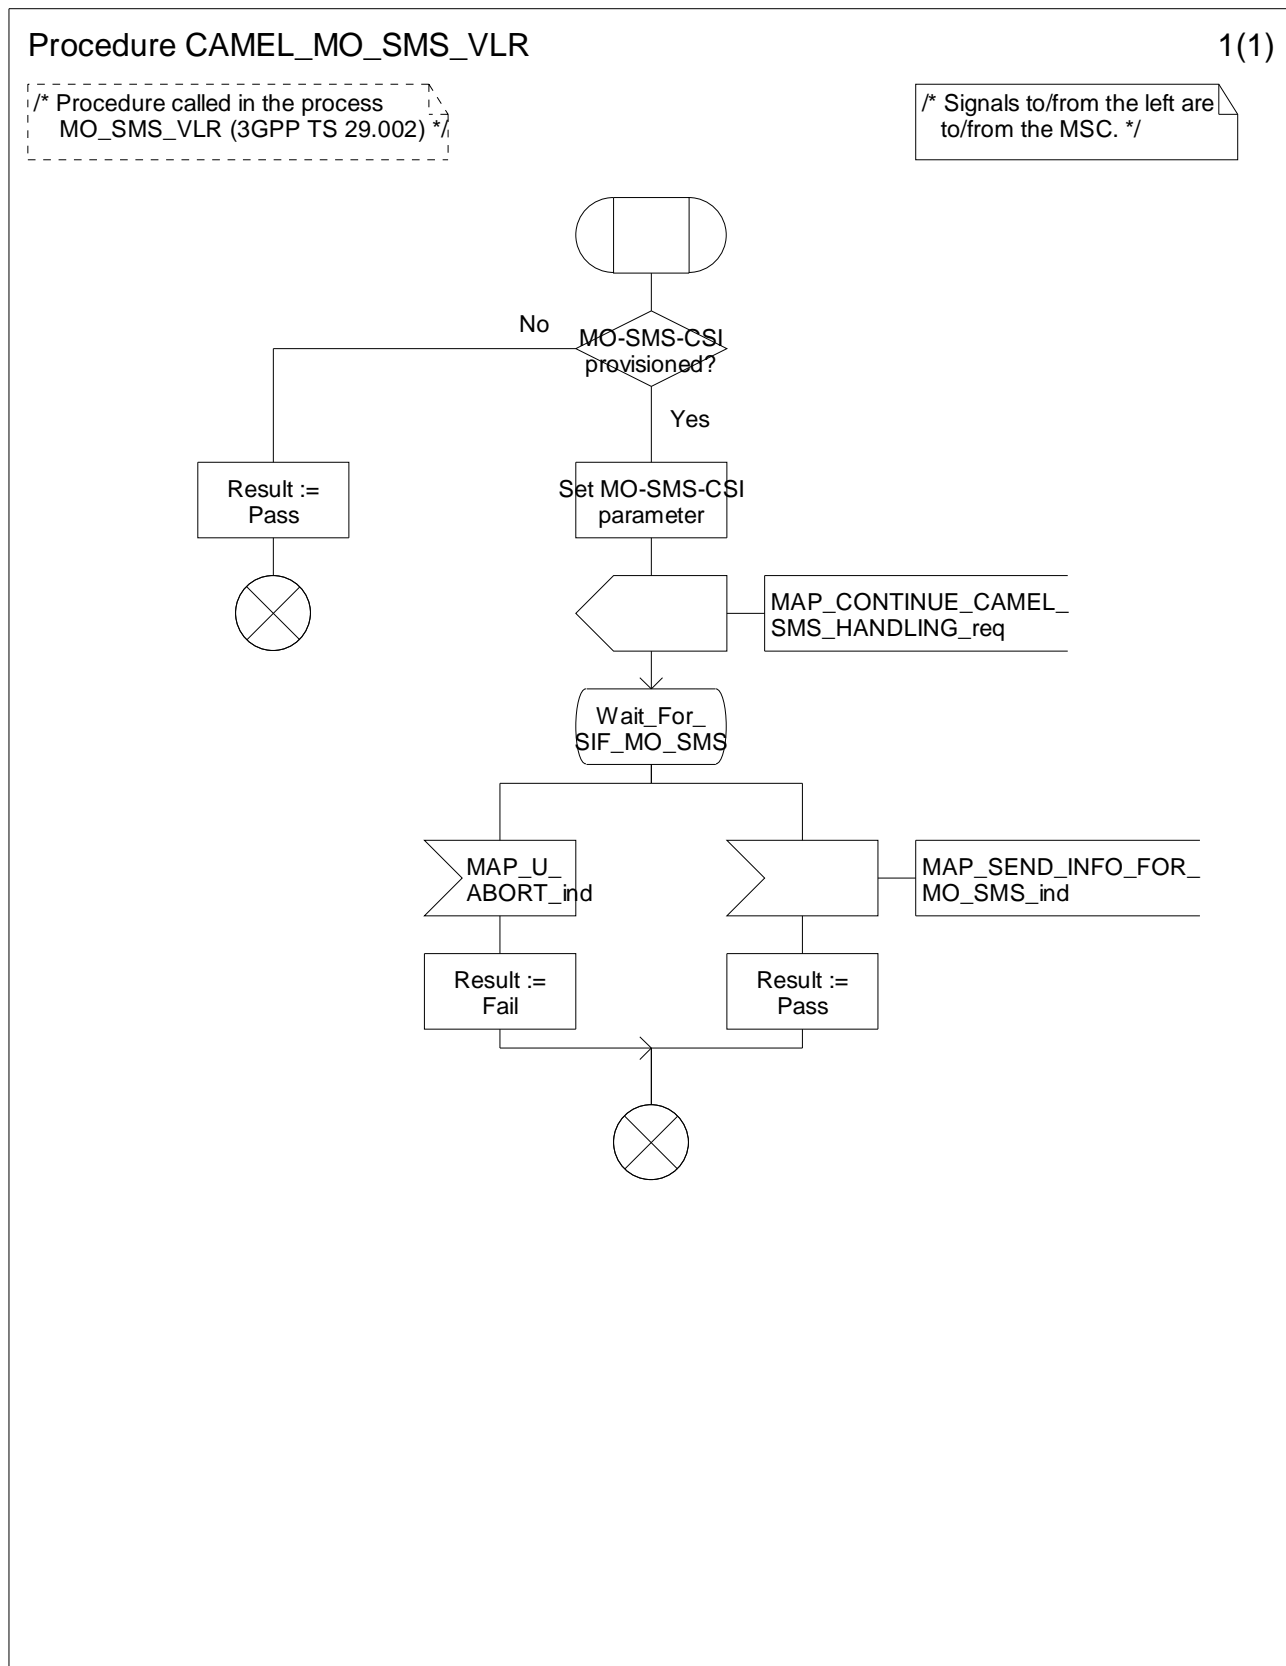 Procedure CAMEL_MO_SMS_VLR
1(1)
/* Procedure called in the process
MO_SMS_VLR (3GPP TS 29.002) */
/* Signals to/from the left are
to/from the MSC. */
No
MO-SMS-CSI
provisioned?
Yes
Result :=
Pass
Set MO-SMS-CSI
parameter
MAP_CONTINUE_CAMEL_
SMS_HANDLING_req
Wait_For_
SIF_MO_SMS
MAP_U_
ABORT_ind
MAP_SEND_INFO_FOR_
MO_SMS_ind
Result :=
Fail
Result :=
Pass